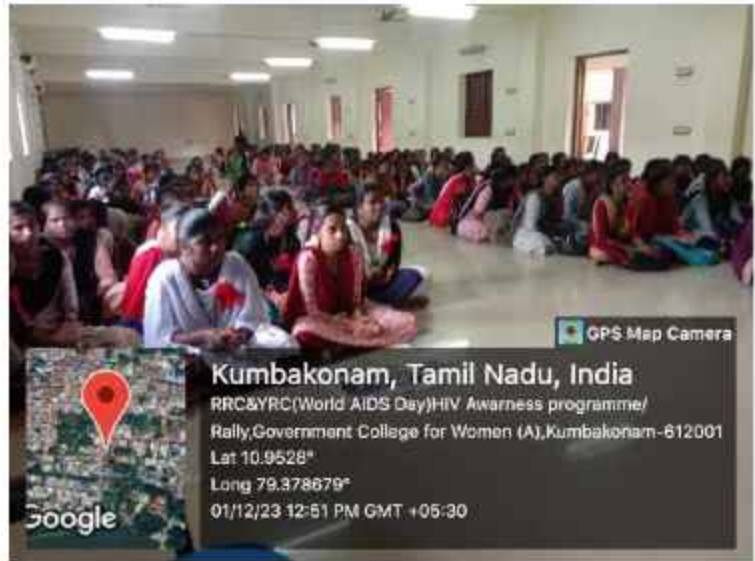 GPS Map Camera
Kumbakonam, Tamil Nadu, India
RRC&YRC(World AIDS Day)HIV Awarness programme/
Rally,Government College for Women (A),Kumbakonam-612001
Lat 10.9528°
Long 79.378679°
01/12/23 12:51 PM GMT +05:30
Google